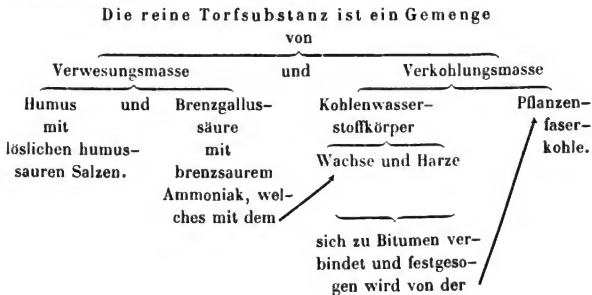 Die reine Torfsubstanz ist ein Gemenge
von
Verwesungsmasse und Verkohlungsmasse
Humus und Brenzgallus- Kohlenwasser- Pflanzen-
mit säure stoffkörper faser-
löslichen humus- mit kohle.
sauren Salzen. brenzsaurem Wachse und Harze
Ammoniak, wel-
ches mit dem
sich zu Bitumen ver-
bindet und festgeso-
gen wird von der